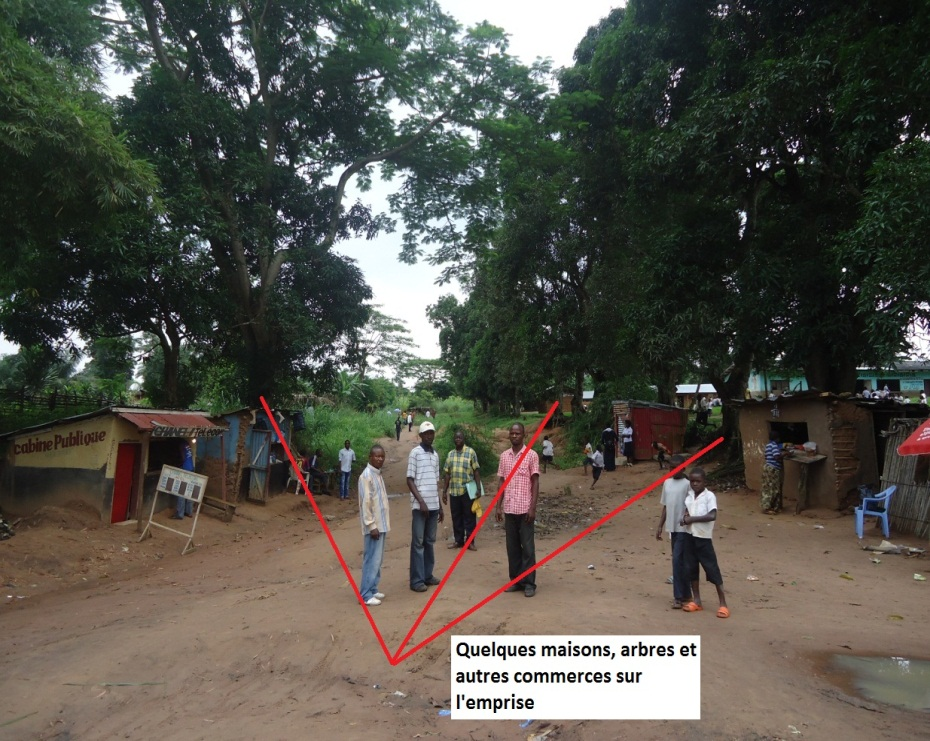 Cabine Publique
Quelques maisons, arbres et
autres commerces sur
l'emprise